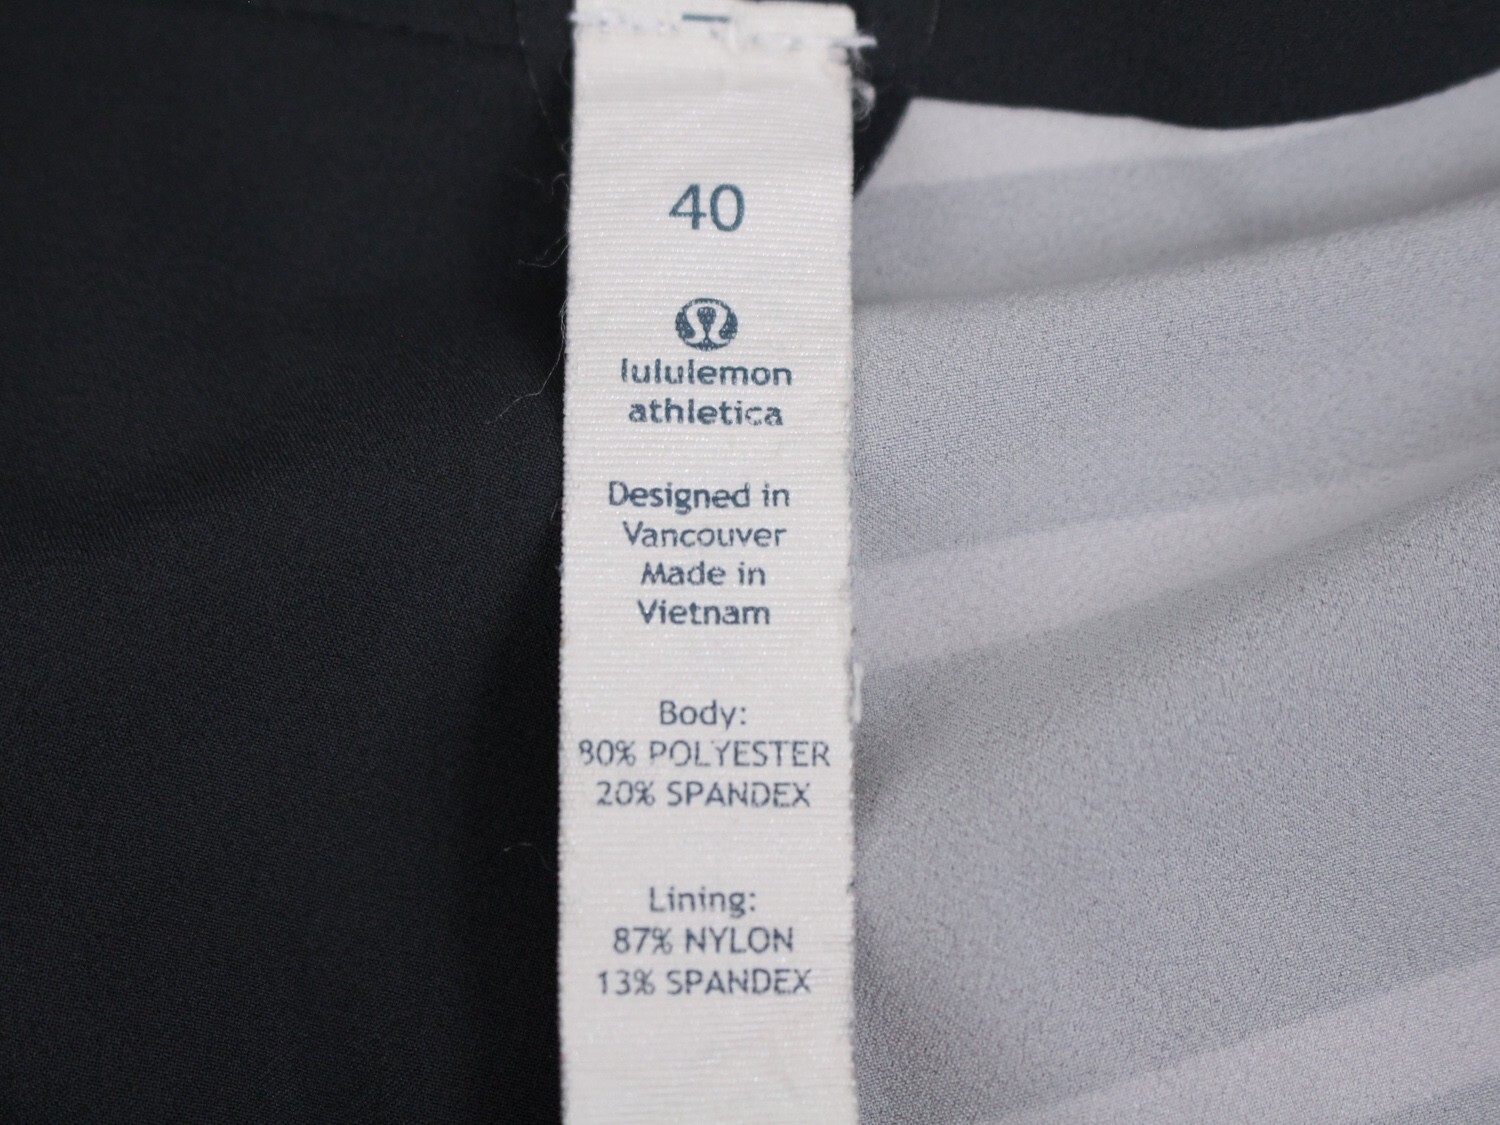 40
lululemon
athletica
Designed in
Vancouver
Made in
Vietnam
Body:
80% POLYESTER
20% SPANDEX
Lining:
87% NYLON
13% SPANDEX